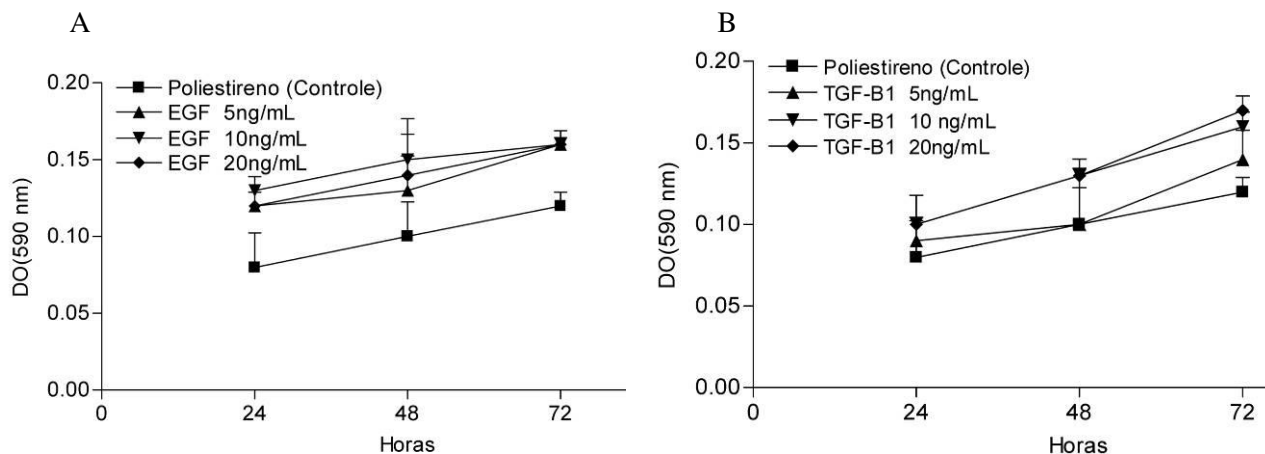 A
0.20
0.15
0.10
0.05
0.00
DO(590 nm)
Poliestireno (Controle)
EGF 5ng/mL
EGF 10ng/mL
EGF 20ng/mL
0
24
48
72
Horas
B
0.20
0.15
0.10
0.05
0.00
DO(590 nm)
Poliestireno (Controle)
TGF-B1 5ng/mL
TGF-B1 10 ng/mL
TGF-B1 20ng/mL
0
24
48
72
Horas